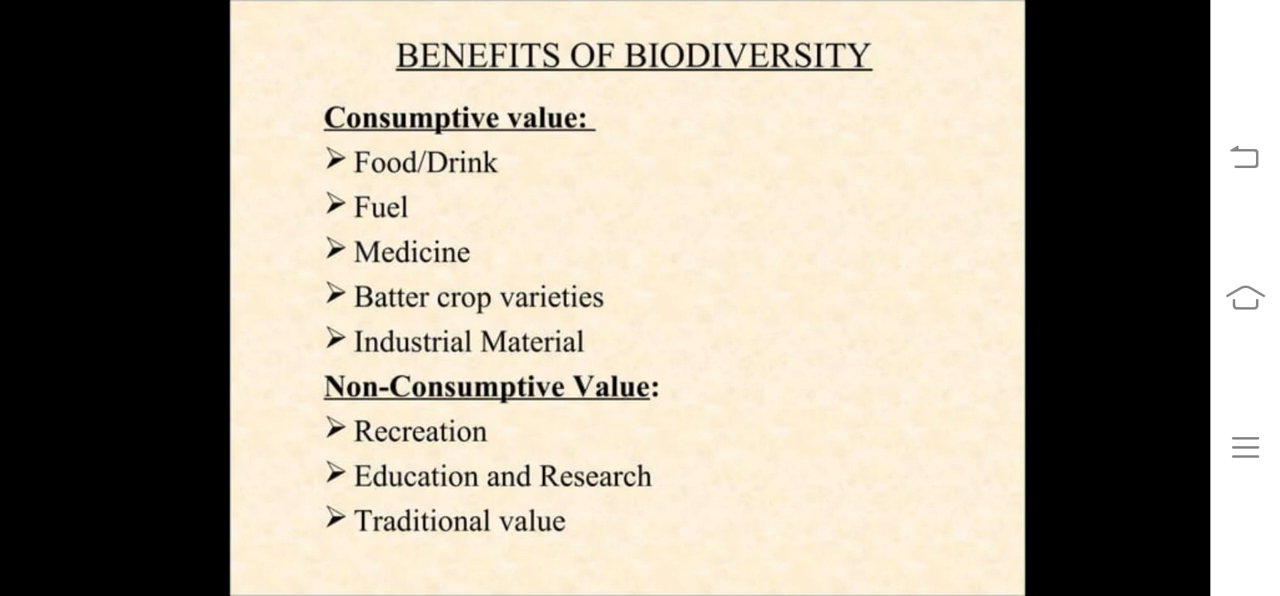 BENEFITS OF BIODIVERSITY
Consumptive value:
➢ Food/Drink
➢ Fuel
➢ Medicine
➢ Batter crop varieties
➢ Industrial Material
Non-Consumptive Value:
➢ Recreation
➢ Education and Research
➢ Traditional value